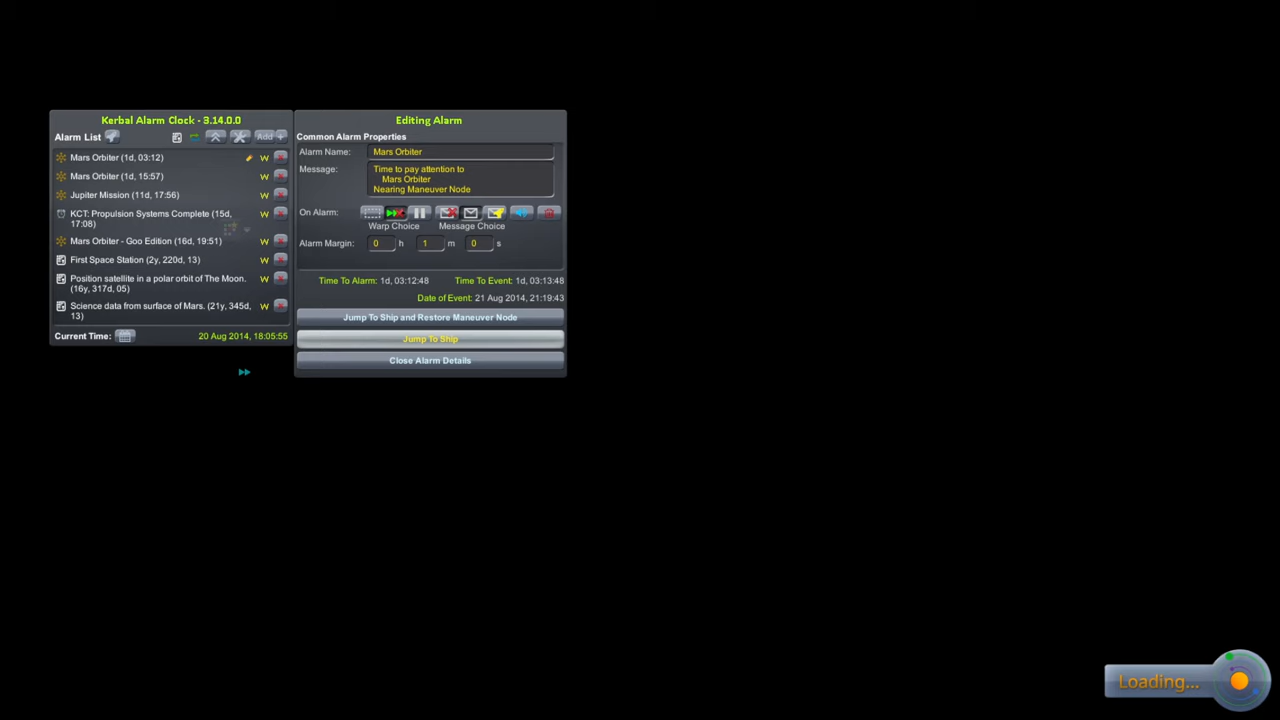 Kerbal Alarm Clock - 3.14.0.0
Alarm List
Add +
Mars Orbiter (1d, 03:12) W
Mars Orbiter (1d, 15:57) W
Jupiter Mission (11d, 17:56) W
KCT: Propulsion Systems Complete (15d,
17:08) W
Mars Orbiter - Goo Edition (16d, 19:51) W
First Space Station (2y, 220d, 13) W
Position satellite in a polar orbit of The Moon.
(16y, 317d, 05) W
Science data from surface of Mars. (21y, 345d,
13) W
Current Time: 20 Aug 2014, 18:05:55
Editing Alarm
Common Alarm Properties
Alarm Name: Mars Orbiter
Message: Time to pay attention to
Mars Orbiter
Nearing Maneuver Node
On Alarm:
Warp Choice Message Choice
Alarm Margin: 0 h 1 m 0 s
Time To Alarm: 1d, 03:12:48 Time To Event: 1d, 03:13:48
Date of Event: 21 Aug 2014, 21:19:43
Jump To Ship and Restore Maneuver Node
Jump To Ship
Close Alarm Details
Loading...